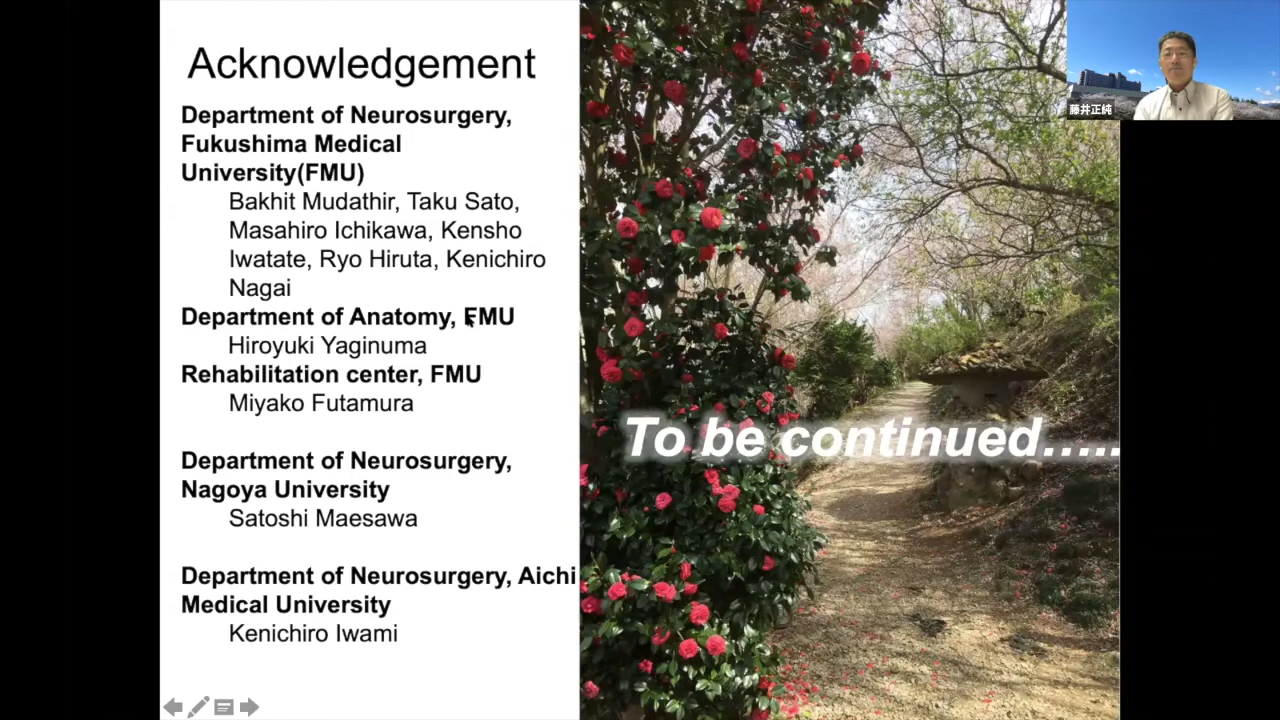 Acknowledgement
Department of Neurosurgery,
Fukushima Medical
University(FMU)
Bakhit Mudathir, Taku Sato,
Masahiro Ichikawa, Kensho
Iwatate, Ryo Hiruta, Kenichiro
Nagai
Department of Anatomy, FMU
Hiroyuki Yaginuma
Rehabilitation center, FMU
Miyako Futamura
Department of Neurosurgery,
Nagoya University
Satoshi Maesawa
Department of Neurosurgery, Aichi
Medical University
Kenichiro Iwami
To be continued.....
藤井正純